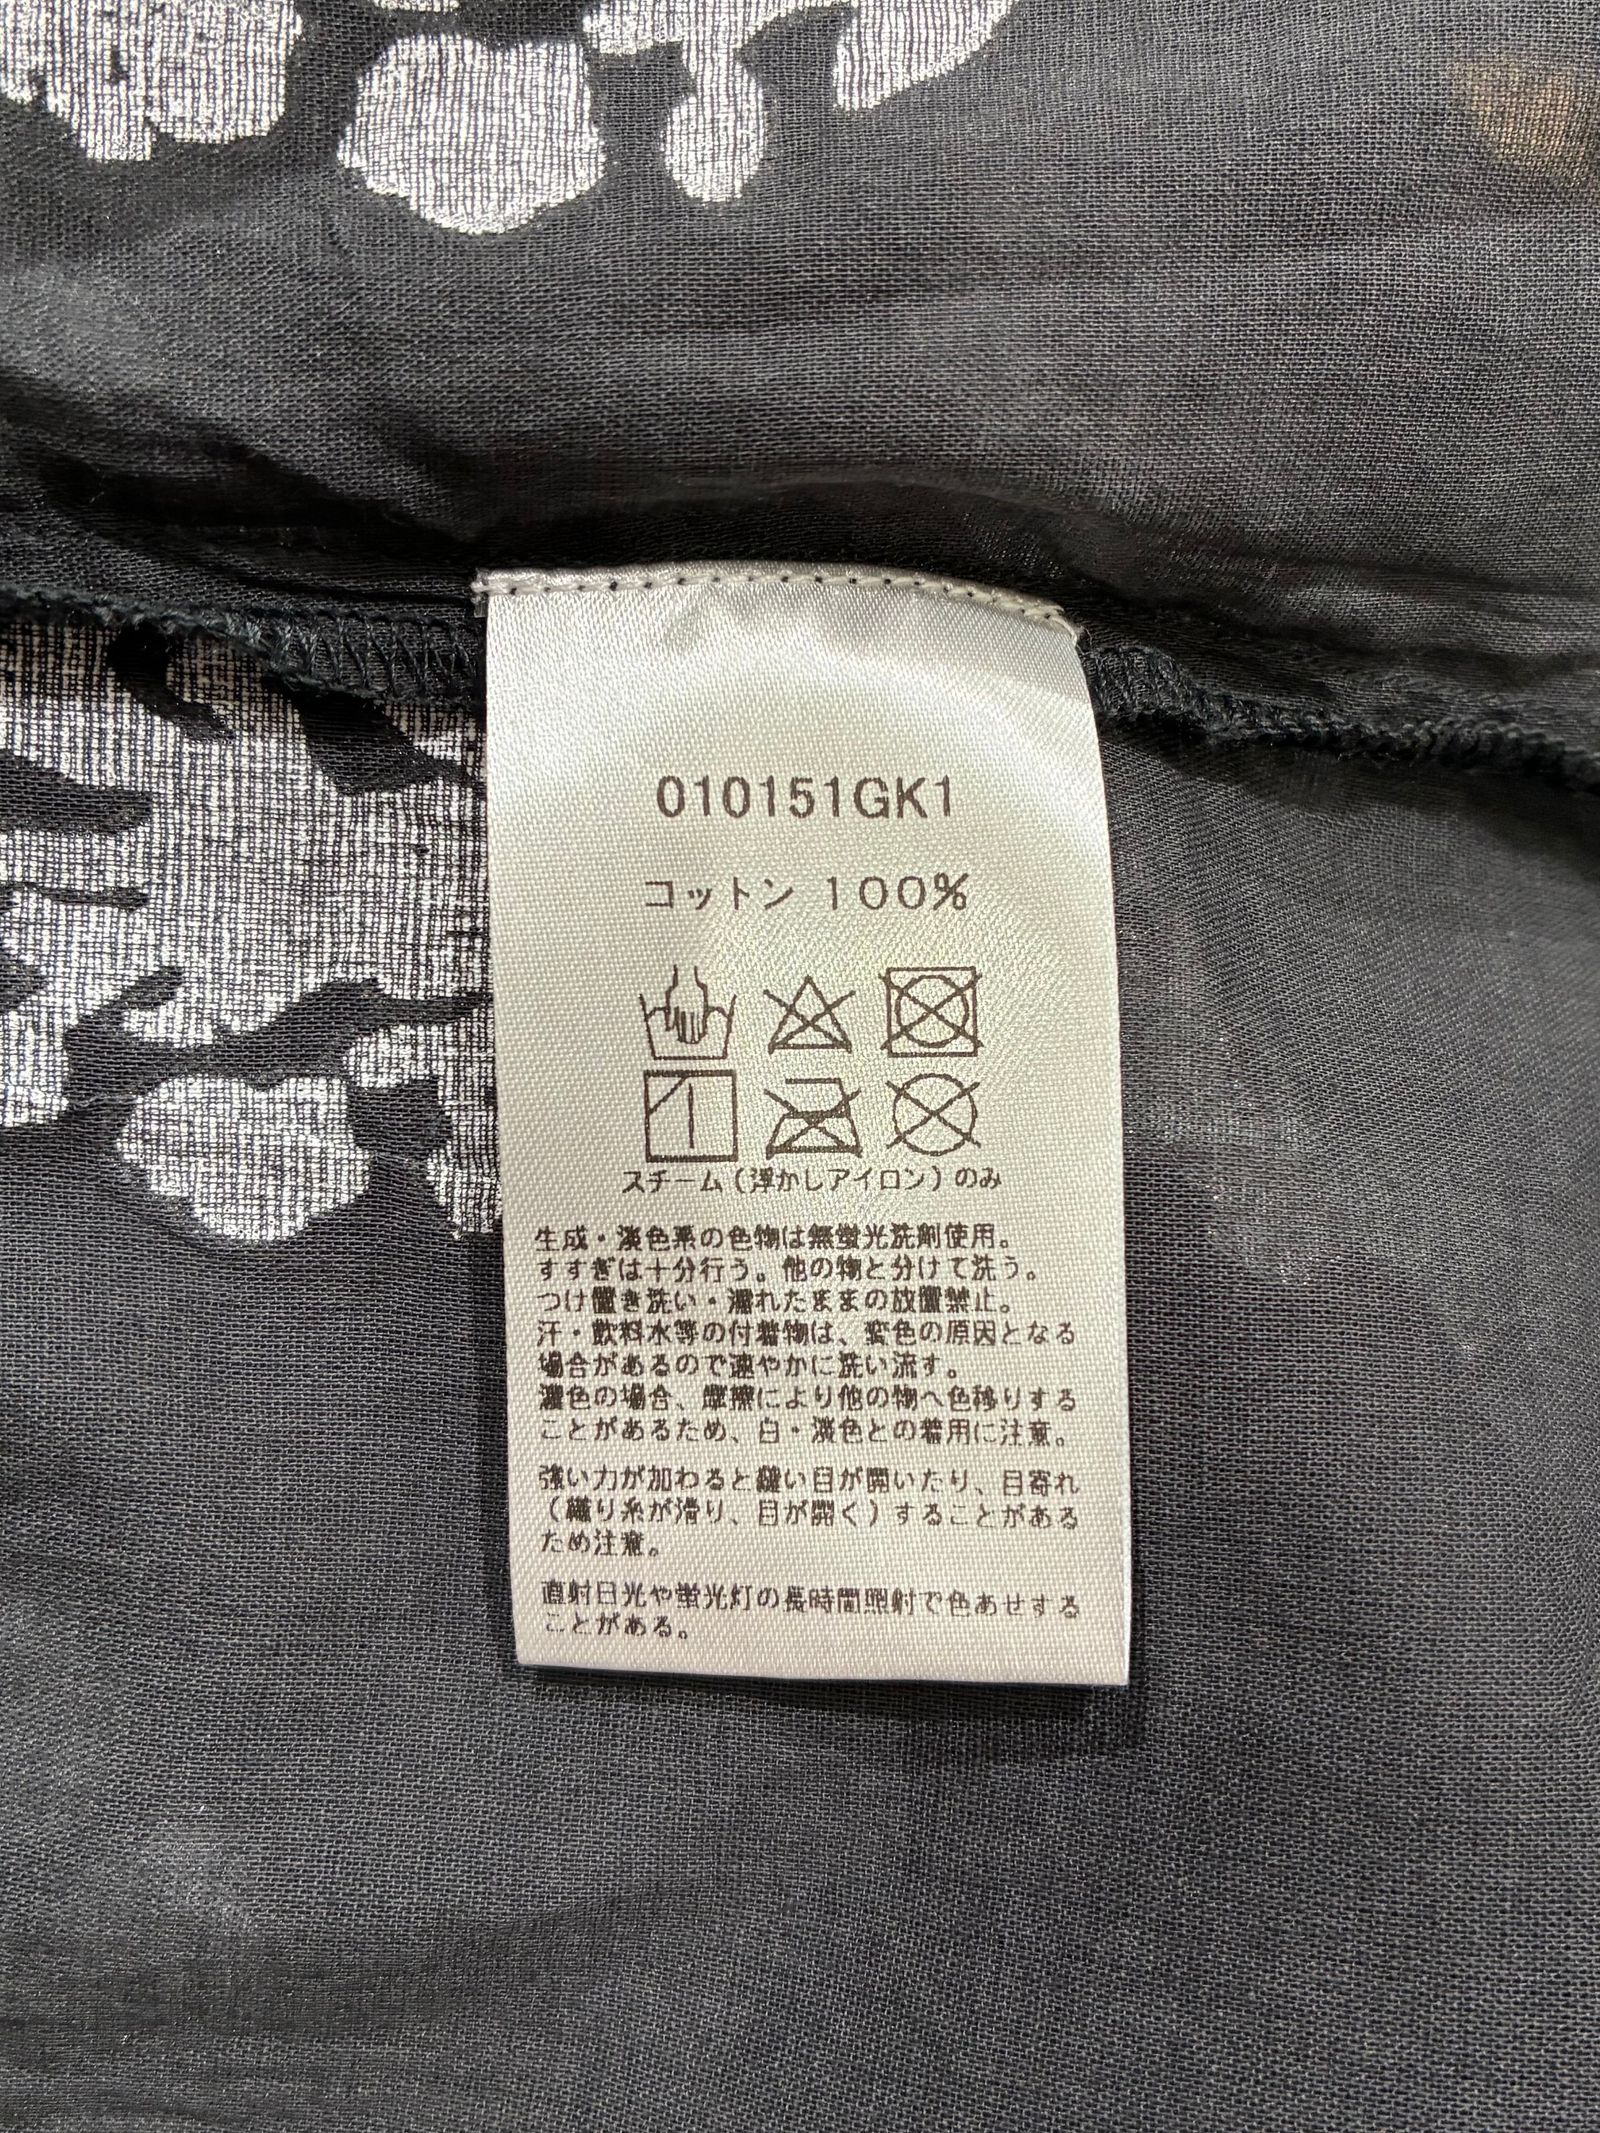 010151GK1
コットン 100%
スチーム(浮かしアイロン)のみ
生成・淡色系の色物は無蛍光洗剤使用。
すすぎは十分行う。他の物と分けて洗う。
つけ置き洗い・濡れたままの放置禁止。
汗・飲料水等の付着物は、変色の原因となる
場合があるので速やかに洗い流す。
濃色の場合、摩擦により他の物へ色移りする
ことがあるため、白・淡色との着用に注意。
強い力が加わると縫い目が開いたり、目寄れ
(織り糸が滑り、目が開く)することがある
ため注意。
直射日光や蛍光灯の長時間照射で色あせする
ことがある。